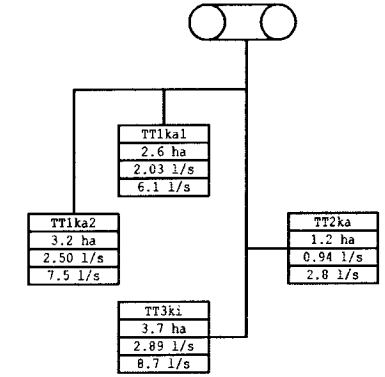 TT1ka1
2.6 ha
2.03 l/s
6.1 l/s
TT1ka2
3.2 ha
2.50 l/s
7.5 l/s
TT2ka
1.2 ha
0.94 l/s
2.8 l/s
TT3ki
3.7 ha
2.89 l/s
8.7 l/s